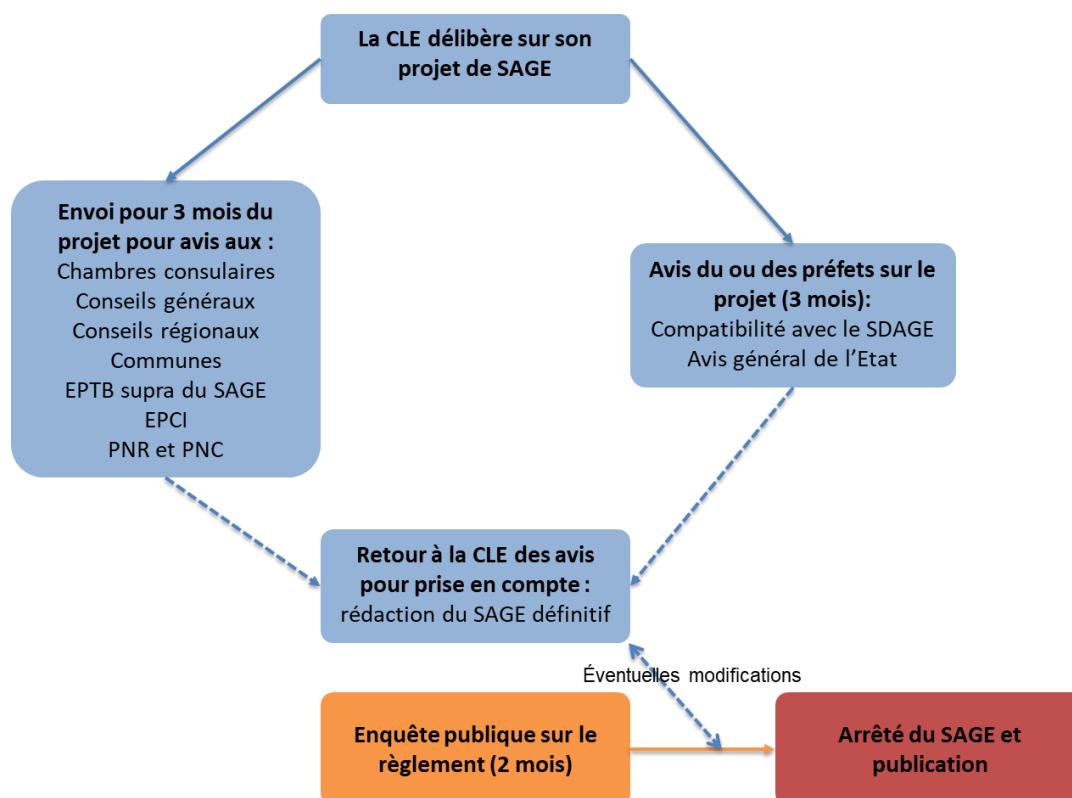 La CLE délibère sur son
projet de SAGE
Envoi pour 3 mois du
projet pour avis aux :
Chambres consulaires
Conseils généraux
Conseils régionaux
Communes
EPTB supra du SAGE
EPCI
PNR et PNC
Avis du ou des préfets sur le
projet (3 mois):
Compatibilité avec le SDAGE
Avis général de l'Etat
Retour à la CLE des avis
pour prise en compte :
rédaction du SAGE définitif
Éventuelles modifications
Enquête publique sur le
règlement (2 mois)
Arrêté du SAGE et
publication